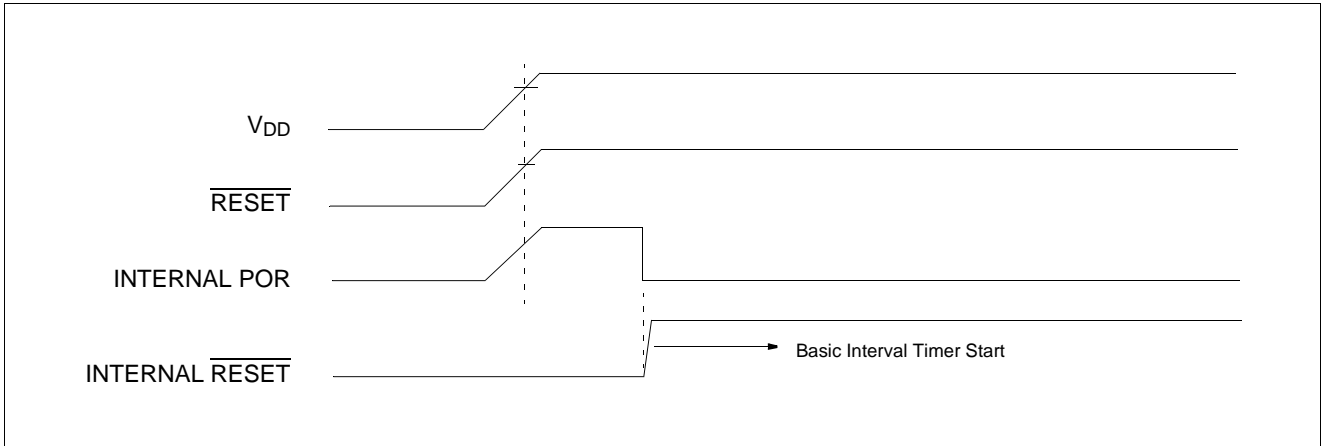 VDD
RESET
INTERNAL POR
INTERNAL RESET
Basic Interval Timer Start